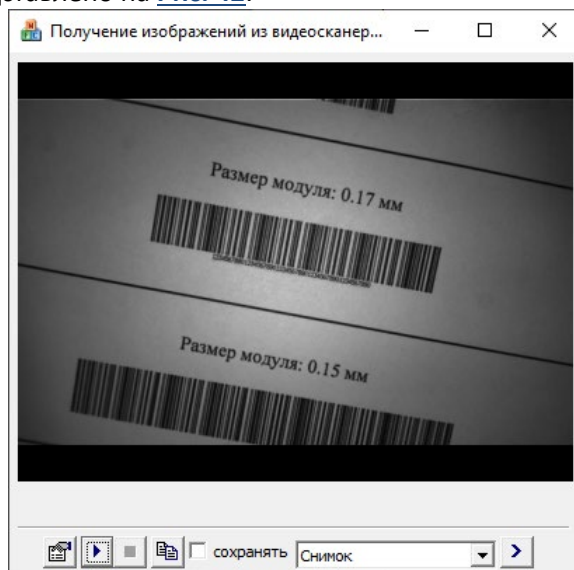 Получение изображений из видеосканер...
Размер модуля: 0.17 мм
Размер модуля: 0.15 мм
сохранять Снимок